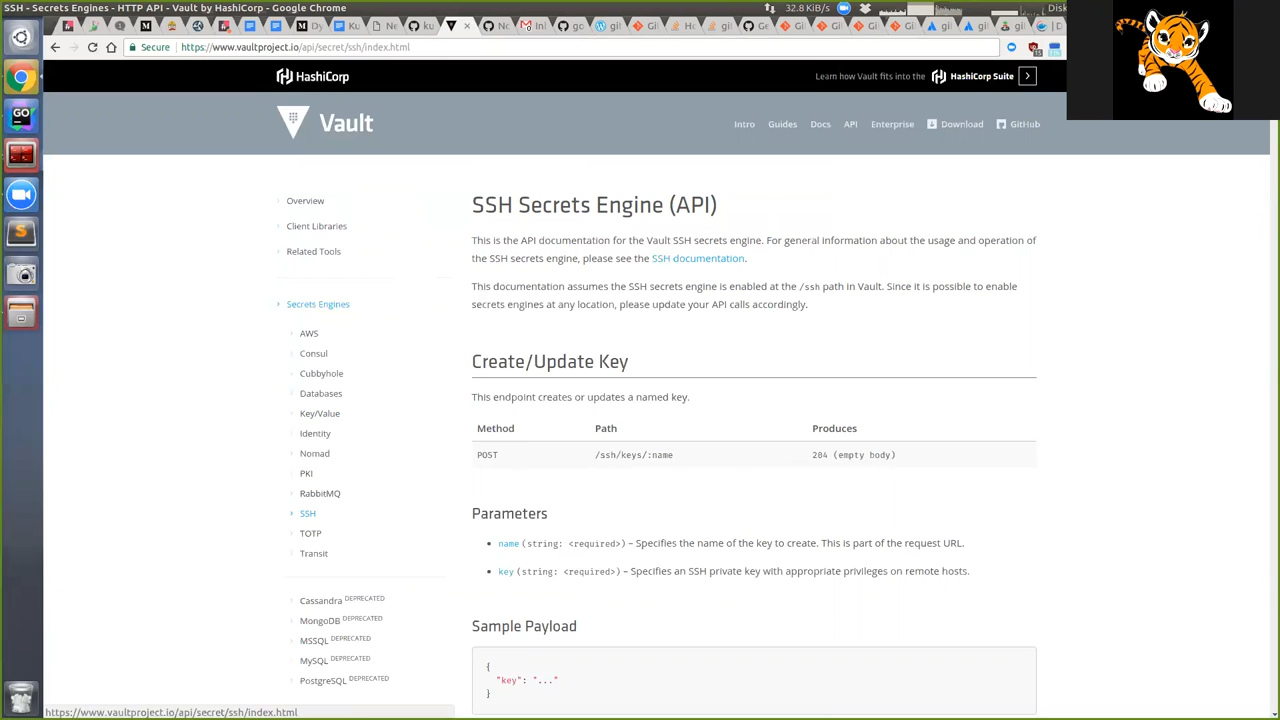 SSH - Secrets Engines - HTTP API - Vault by HashiCorp - Google Chrome
32.8 KiB/s
Secure
https://www.vaultproject.io/api/secret/ssh/index.html
HashiCorp
Learn how Vault fits into the HashiCorp Suite
Vault
Intro Guides Docs API Enterprise Download GitHub
Overview
Client Libraries
Related Tools
Secrets Engines
AWS
Consul
Cubbyhole
Databases
Key/Value
Identity
Nomad
PKI
RabbitMQ
SSH
TOTP
Transit
Cassandra DEPRECATED
MongoDB DEPRECATED
MSSQL DEPRECATED
MySQL DEPRECATED
PostgreSQL DEPRECATED
SSH Secrets Engine (API)
This is the API documentation for the Vault SSH secrets engine. For general information about the usage and operation of
the SSH secrets engine, please see the SSH documentation.
This documentation assumes the SSH secrets engine is enabled at the /ssh path in Vault. Since it is possible to enable
secrets engines at any location, please update your API calls accordingly.
Create/Update Key
This endpoint creates or updates a named key.
Method Path Produces
POST /ssh/keys/:name 204 (empty body)
Parameters
name (string: <required>) – Specifies the name of the key to create. This is part of the request URL.
key (string: <required>) – Specifies an SSH private key with appropriate privileges on remote hosts.
Sample Payload
{
"key": "..."
}
https://www.vaultproject.io/api/secret/ssh/index.html